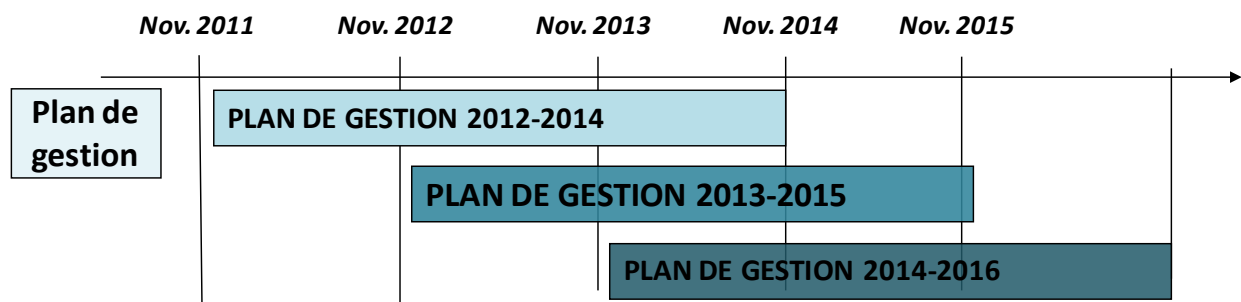 Nov. 2011 Nov. 2012 Nov. 2013 Nov. 2014 Nov. 2015
Plan de
gestion
PLAN DE GESTION 2012-2014
PLAN DE GESTION 2013-2015
PLAN DE GESTION 2014-2016